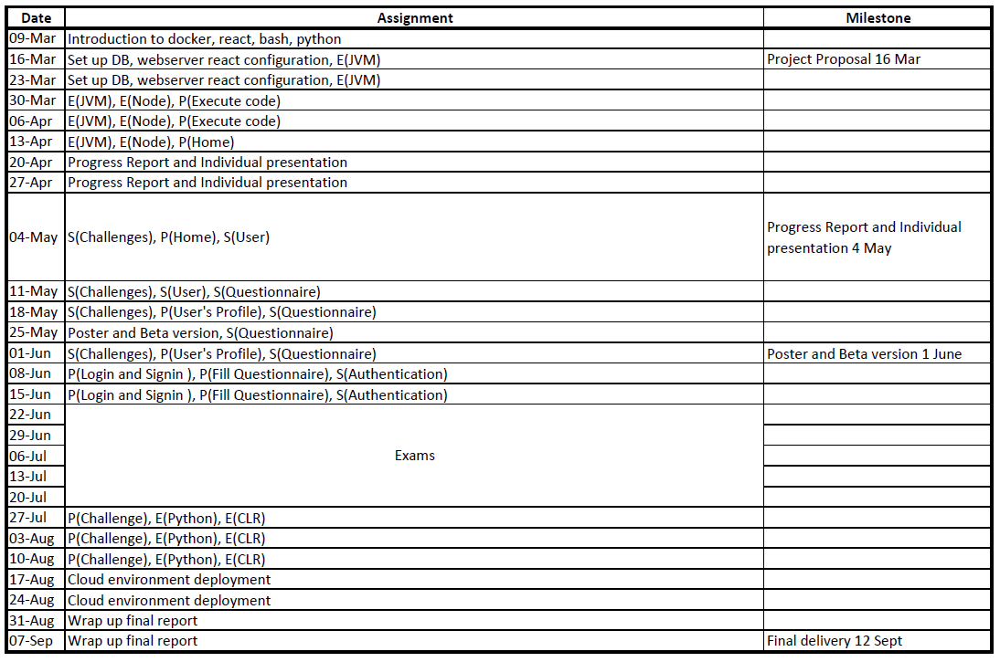 Date Assignment Milestone
09-Mar Introduction to docker, react, bash, python
16-Mar Set up DB, webserver react configuration, E(JVM) Project Proposal 16 Mar
23-Mar Set up DB, webserver react configuration, E(JVM)
30-Mar E(JVM), E(Node), P(Execute code)
06-Apr E(JVM), E(Node), P(Execute code)
13-Apr E(JVM), E(Node), P(Home)
20-Apr Progress Report and Individual presentation
27-Apr Progress Report and Individual presentation
04-May S(Challenges), P(Home), S(User) Progress Report and Individual
presentation 4 May
11-May S(Challenges), S(User), S(Questionnaire)
18-May S(Challenges), P(User's Profile), S(Questionnaire)
25-May Poster and Beta version, S(Questionnaire)
01-Jun S(Challenges), P(User's Profile), S(Questionnaire) Poster and Beta version 1 June
08-Jun P(Login and Signin ), P(Fill Questionnaire), S(Authentication)
15-Jun P(Login and Signin ), P(Fill Questionnaire), S(Authentication)
22-Jun
29-Jun
06-Jul Exams
13-Jul
20-Jul
27-Jul P(Challenge), E(Python), E(CLR)
03-Aug P(Challenge), E(Python), E(CLR)
10-Aug P(Challenge), E(Python), E(CLR)
17-Aug Cloud environment deployment
24-Aug Cloud environment deployment
31-Aug Wrap up final report
07-Sep Wrap up final report Final delivery 12 Sept